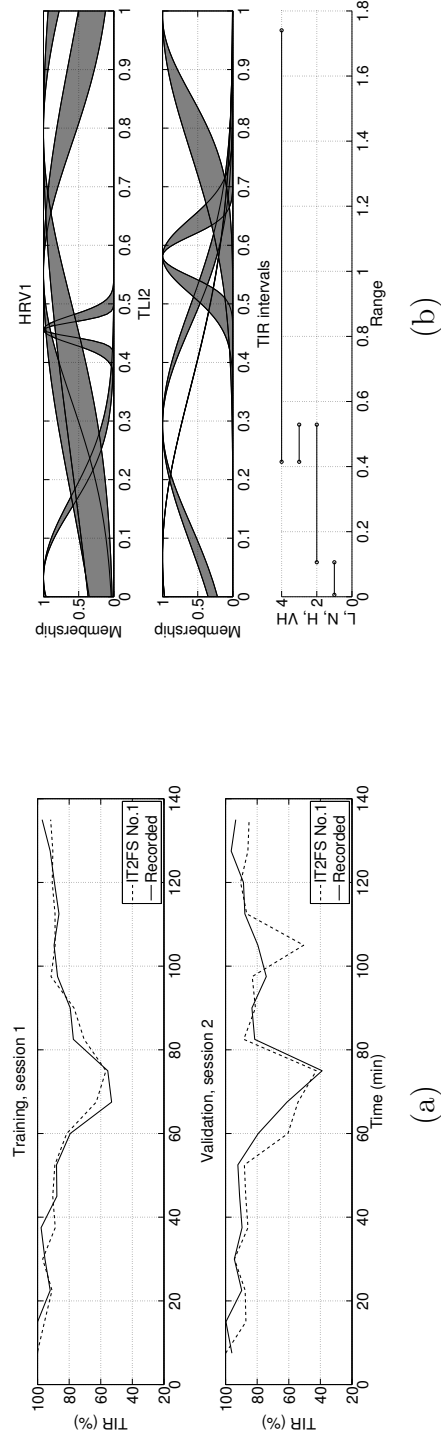 Training, session 1
TIR (%)
100
80
60
40
20
0 20 40 60 80 100 120 140
IT2FS No.1
Recorded
Validation, session 2
TIR (%)
100
80
60
40
20
0 20 40 60 80 100 120 140
Time (min)
IT2FS No.1
Recorded
(a)
HRV1
Membership
1
0.5
0
0 0.1 0.2 0.3 0.4 0.5 0.6 0.7 0.8 0.9 1
TLI2
Membership
1
0.5
0
0 0.1 0.2 0.3 0.4 0.5 0.6 0.7 0.8 0.9 1
TIR intervals
L, N, H, VH
4
2
0
0 0.2 0.4 0.6 0.8 1 1.2 1.4 1.6 1.8
Range
(b)